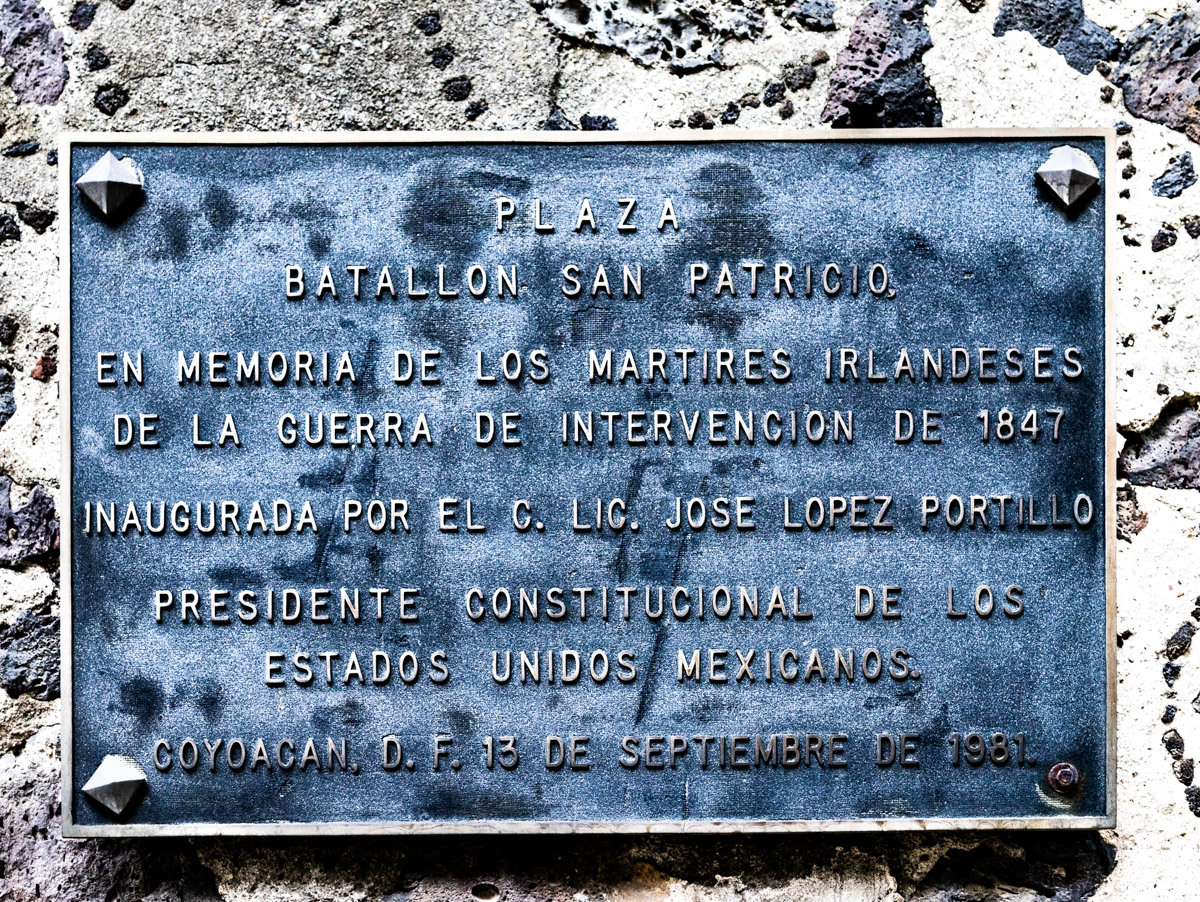 PLAZA
BATALLON SAN PATRICIO,
EN MEMORIA DE LOS MARTIRES IRLANDESES
DE LA GUERRA DE INTERVENCION DE 1847
INAUGURADA POR EL C. LIC. JOSE LOPEZ PORTILLO
PRESIDENTE CONSTITUCIONAL DE LOS
ESTADOS UNIDOS MEXICANOS.
COYOACAN, D. F. 13 DE SEPTIEMBRE DE 1981.